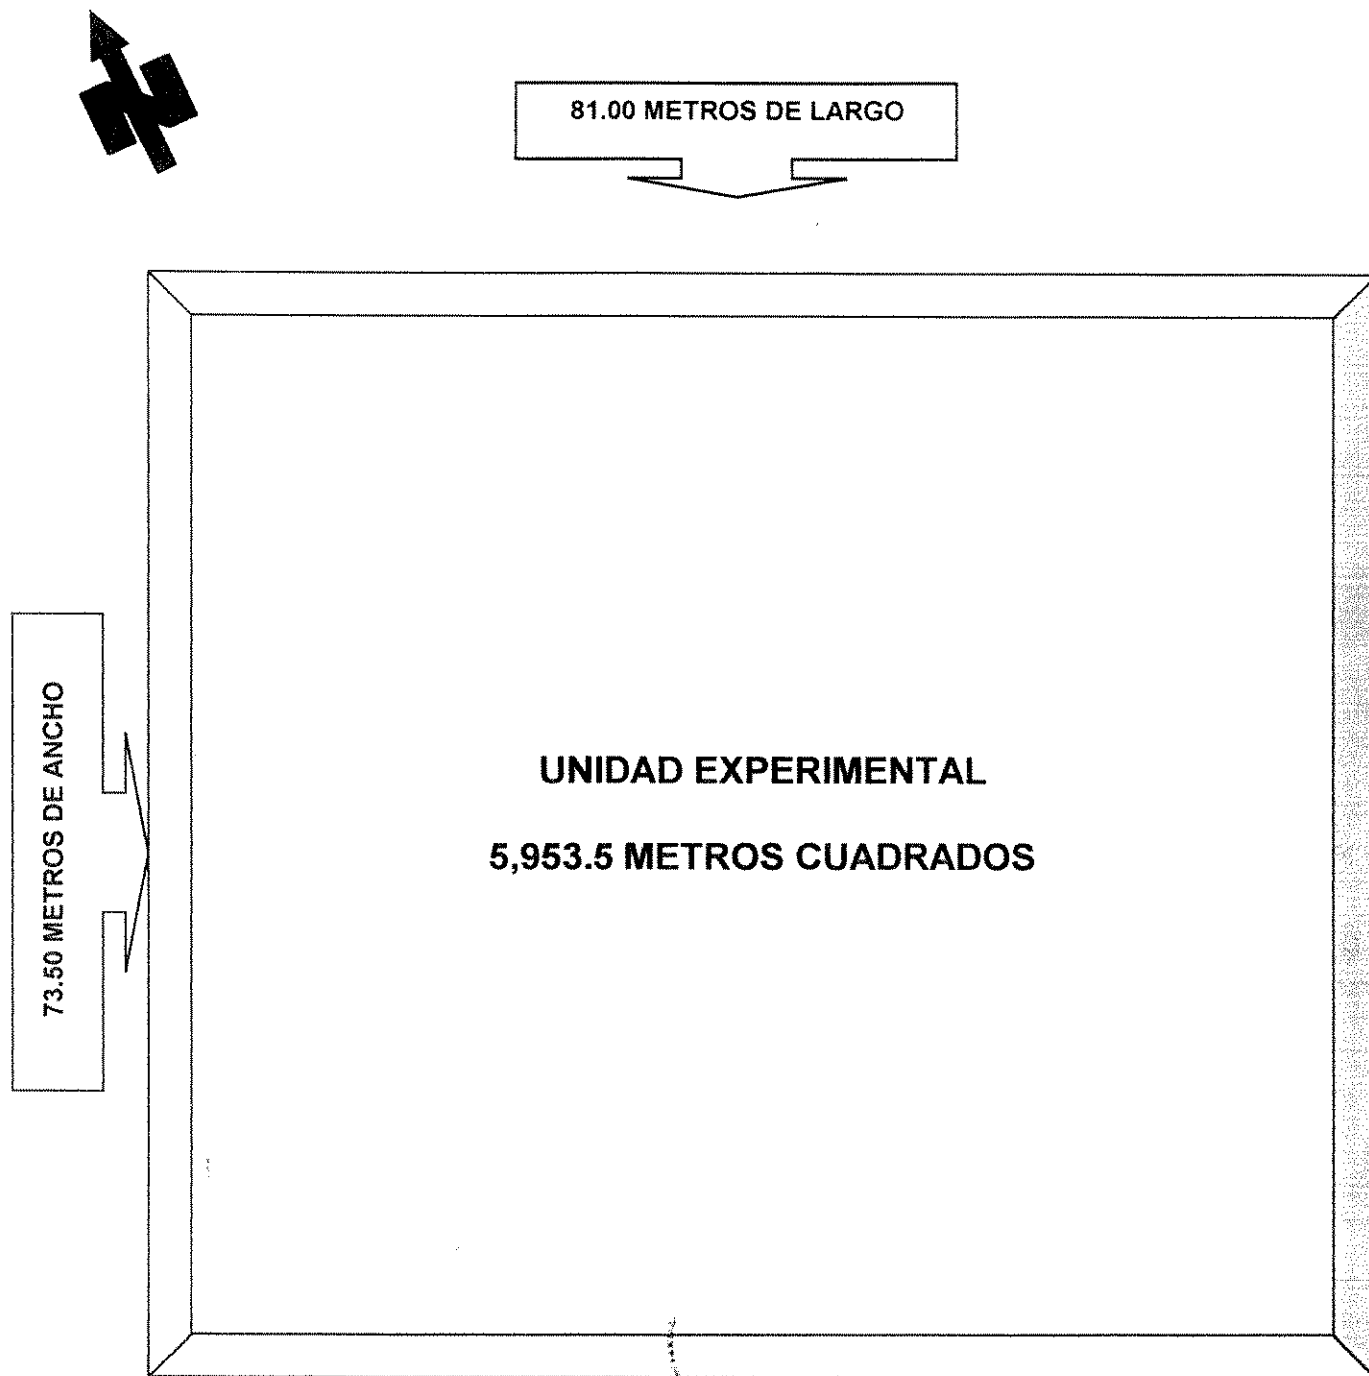 N
81.00 METROS DE LARGO
73.50 METROS DE ANCHO
UNIDAD EXPERIMENTAL
5,953.5 METROS CUADRADOS